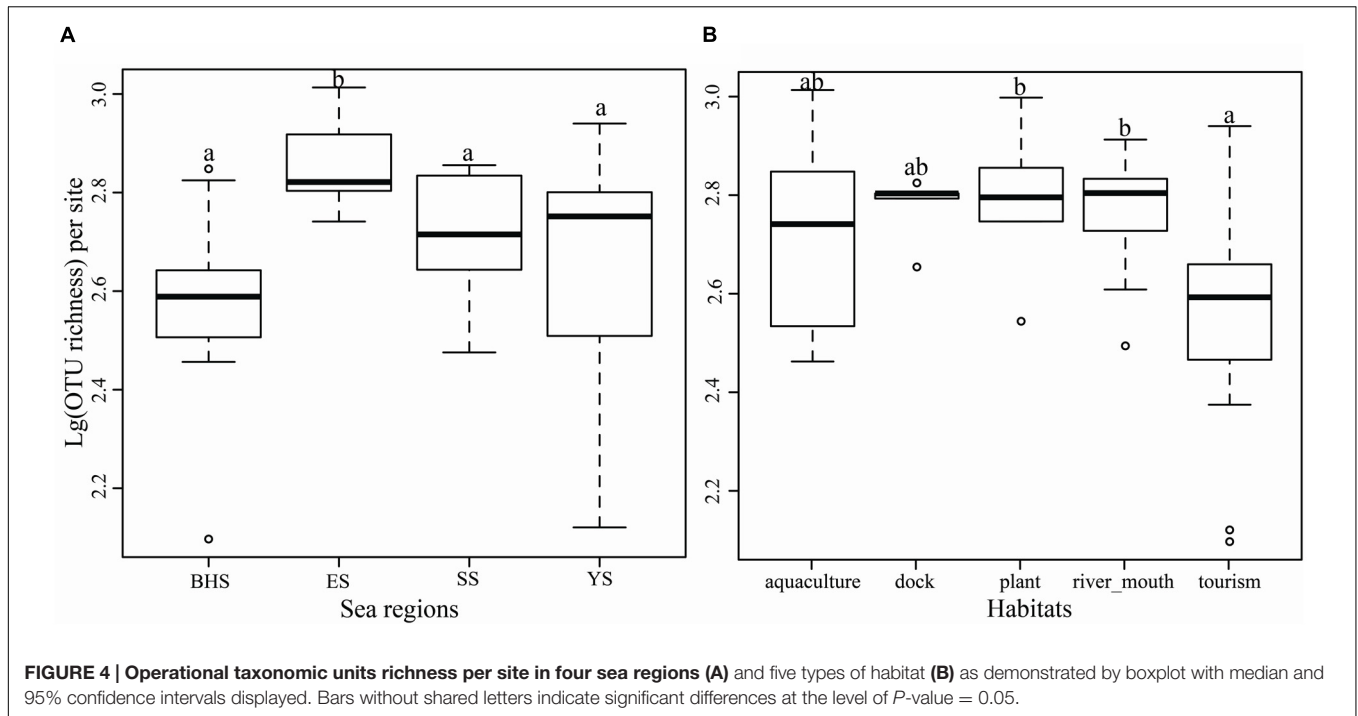 A
B
Lg(OTU richness) per site
3.0
2.8
2.6
2.4
2.2
a
b
a
a
BHS
ES
SS
YS
Sea regions
3.0
2.8
2.6
2.4
2.2
ab
ab
b
b
a
aquaculture
dock
plant
river_mouth
tourism
Habitats
FIGURE 4 | Operational taxonomic units richness per site in four sea regions (A) and five types of habitat (B) as demonstrated by boxplot with median and
95% confidence intervals displayed. Bars without shared letters indicate significant differences at the level of P-value = 0.05.